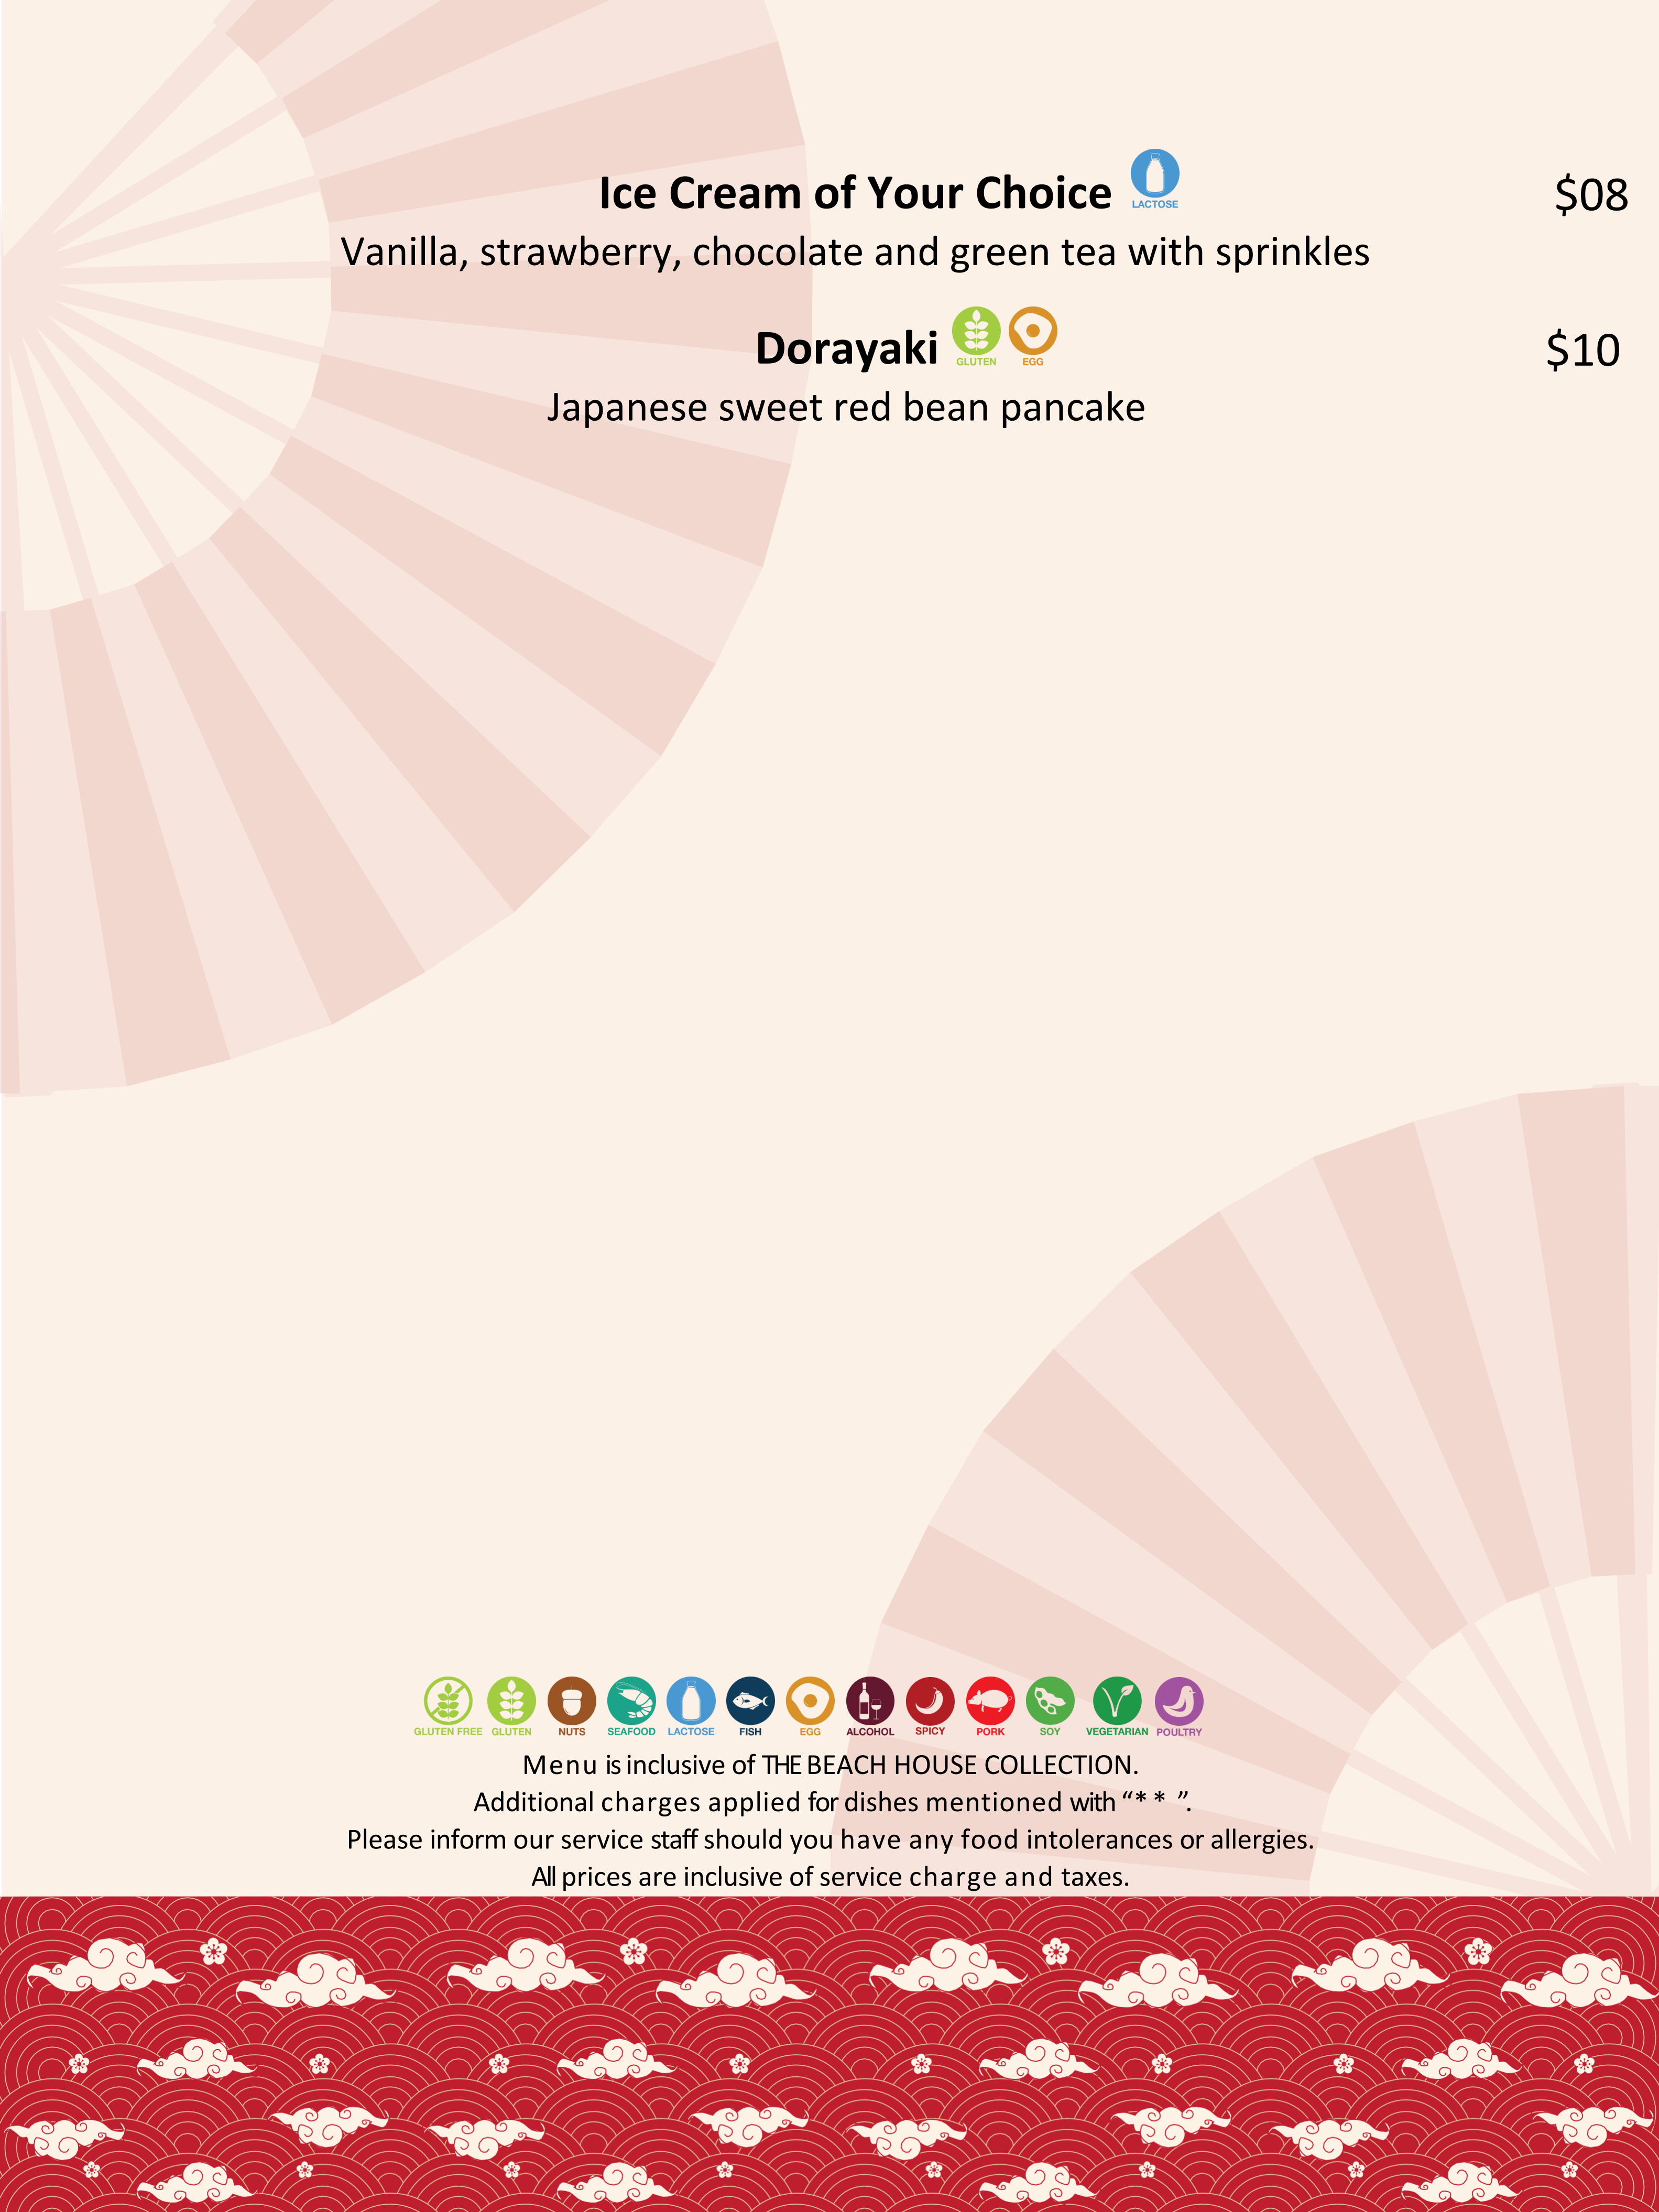 Ice Cream of Your Choice LACTOSE $08
Vanilla, strawberry, chocolate and green tea with sprinkles
Dorayaki GLUTEN EGG $10
Japanese sweet red bean pancake
GLUTEN FREE GLUTEN NUTS SEAFOOD LACTOSE FISH EGG ALCOHOL SPICY PORK SOY VEGETARIAN POULTRY
Menu is inclusive of THE BEACH HOUSE COLLECTION.
Additional charges applied for dishes mentioned with “** ”.
Please inform our service staff should you have any food intolerances or allergies.
All prices are inclusive of service charge and taxes.